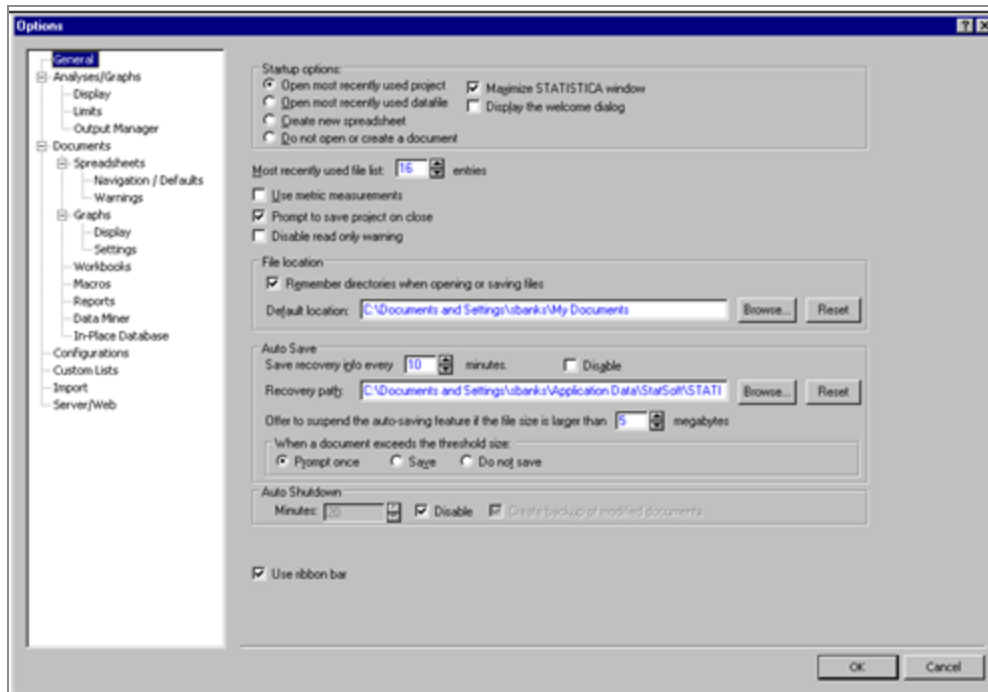 Options
General
Analyses/Graphs
Display
Limits
Output Manager
Documents
Spreadsheets
Navigation / Defaults
Warnings
Graphs
Display
Settings
Workbooks
Macros
Reports
Data Miner
In-Place Database
Configurations
Custom Lists
Import
Server/Web
Startup options:
Open most recently used project
Maximize STATISTICA window
Open most recently used datafile
Display the welcome dialog
Create new spreadsheet
Do not open or create a document
Most recently used file list: 16 entries
Use metric measurements
Prompt to save project on close
Disable read only warning
File location
Remember directories when opening or saving files
Default location: C:\Documents and Settings\sbanks\My Documents Browse... Reset
Auto Save
Save recovery info every 10 minutes. Disable
Recovery path: C:\Documents and Settings\sbanks\Application Data\StatSoft\STATI Browse... Reset
Offer to suspend the auto-saving feature if the file size is larger than 5 megabytes
When a document exceeds the threshold size:
Prompt once Save Do not save
Auto Shutdown
Minutes: 20 Disable Create backup of modified documents
Use ribbon bar
OK Cancel